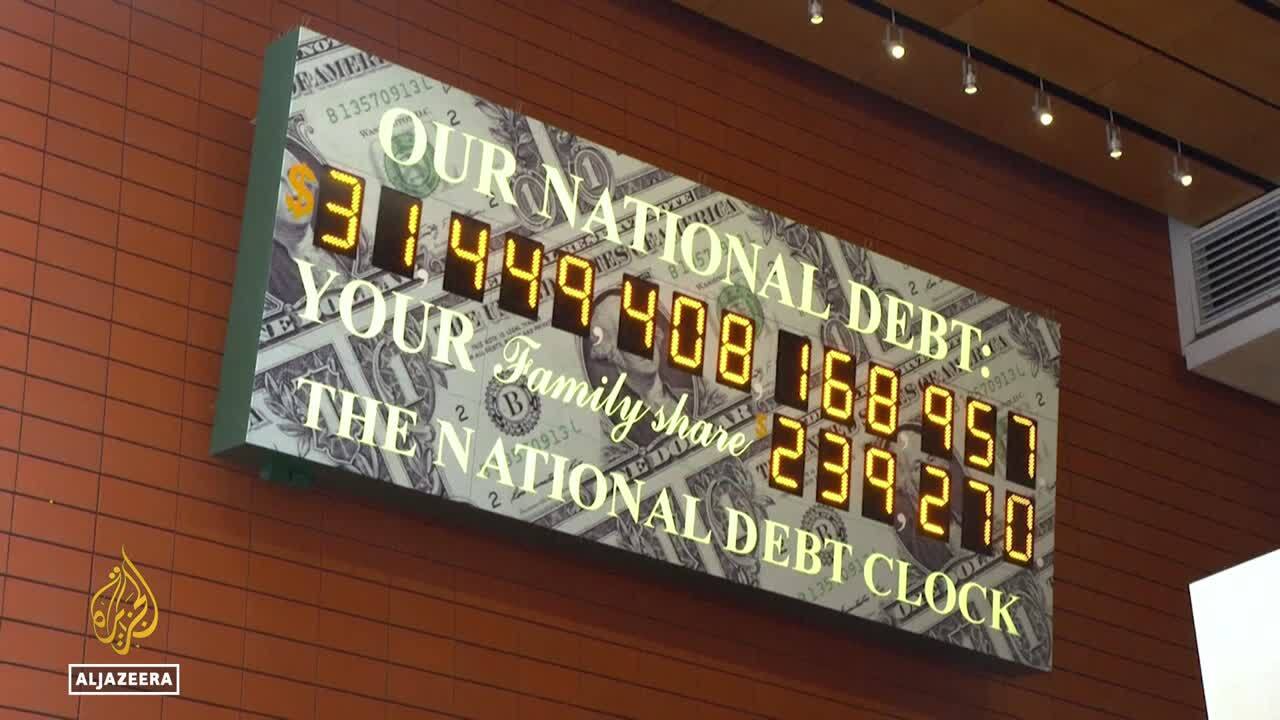 OUR NATIONAL DEBT:
$31,449,408,168,957
YOUR Family share $239,270
THE NATIONAL DEBT CLOCK
ALJAZEERA